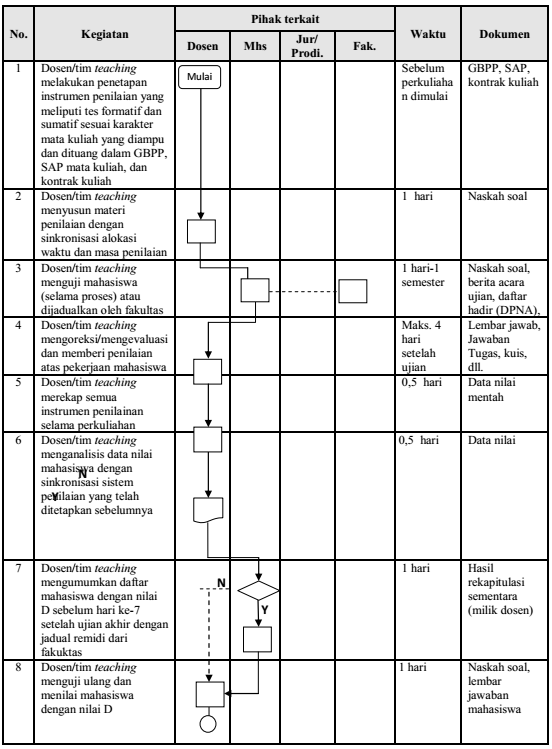 No.
Kegiatan
Pihak terkait
Waktu
Dokumen
Dosen
Mhs
Jur/
Prodi.
Fak.
1
Dosen/tim teaching
melakukan penetapan
instrumen penilaian yang
meliputi tes formatif dan
sumatif sesuai karakter
mata kuliah yang diampu
dan dituang dalam GBPP,
SAP mata kuliah, dan
kontrak kuliah
Mulai
Sebelum
perkuliaha
n dimulai
GBPP, SAP,
kontrak kuliah
2
Dosen/tim teaching
menyusun materi
penilaian dengan
sinkronisasi alokasi
waktu dan masa penilaian
1 hari
Naskah soal
3
Dosen/tim teaching
menguji mahasiswa
(selama proses) atau
dijadualkan oleh fakultas
1 hari-1
semester
Naskah soal,
berita acara
ujian, daftar
hadir (DPNA),
4
Dosen/tim teaching
mengoreksi/mengevaluasi
dan memberi penilaian
atas pekerjaan mahasiswa
Maks. 4
hari
setelah
ujian
Lembar jawab,
Jawaban
Tugas, kuis,
dll.
5
Dosen/tim teaching
merekap semua
instrumen penilainan
selama perkuliahan
0,5 hari
Data nilai
mentah
6
Dosen/tim teaching
menganalisis data nilai
mahasiswa dengan
N
sinkronisasi sistem
penilaian yang telah
Y
ditetapkan sebelumnya
0,5 hari
Data nilai
7
Dosen/tim teaching
mengumumkan daftar
mahasiswa dengan nilai
D sebelum hari ke-7
setelah ujian akhir dengan
jadual remidi dari
fakuktas
N
Y
1 hari
Hasil
rekapitulasi
sementara
(milik dosen)
8
Dosen/tim teaching
menguji ulang dan
menilai mahasiswa
dengan nilai D
1 hari
Naskah soal,
lembar
jawaban
mahasiswa